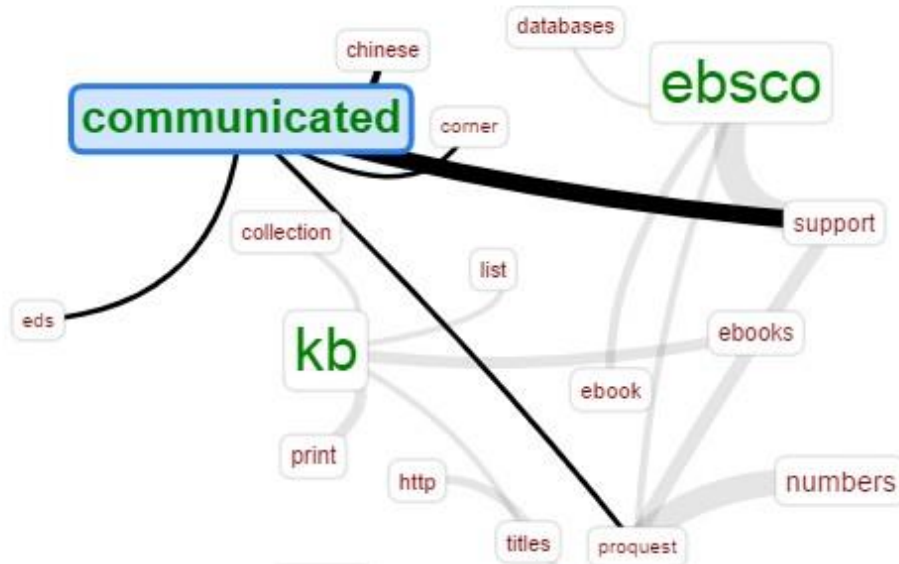 databases
chinese
ebsco
communicated
corner
support
collection
list
eds
ebooks
kb
ebook
print
http
numbers
titles
proquest